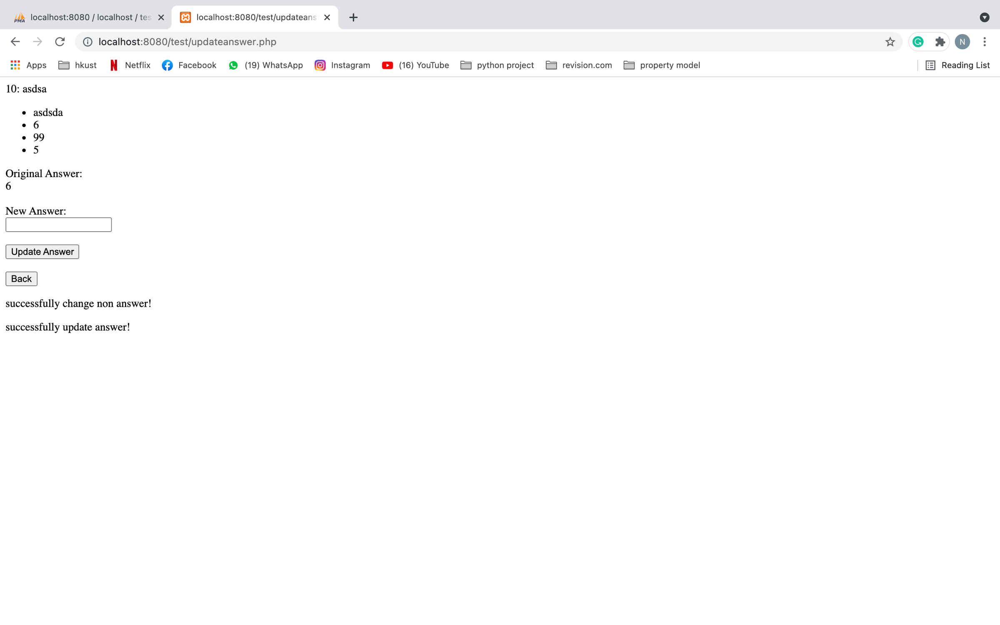 PMA localhost:8080 / localhost / tes
localhost:8080/test/updateans
localhost:8080/test/updateanswer.php
N
Apps hkust Netflix Facebook (19) WhatsApp Instagram (16) YouTube python project revision.com property model Reading List
10: asdsa
• asdsda
• 6
• 99
• 5
Original Answer:
6
New Answer:
Update Answer
Back
successfully change non answer!
successfully update answer!